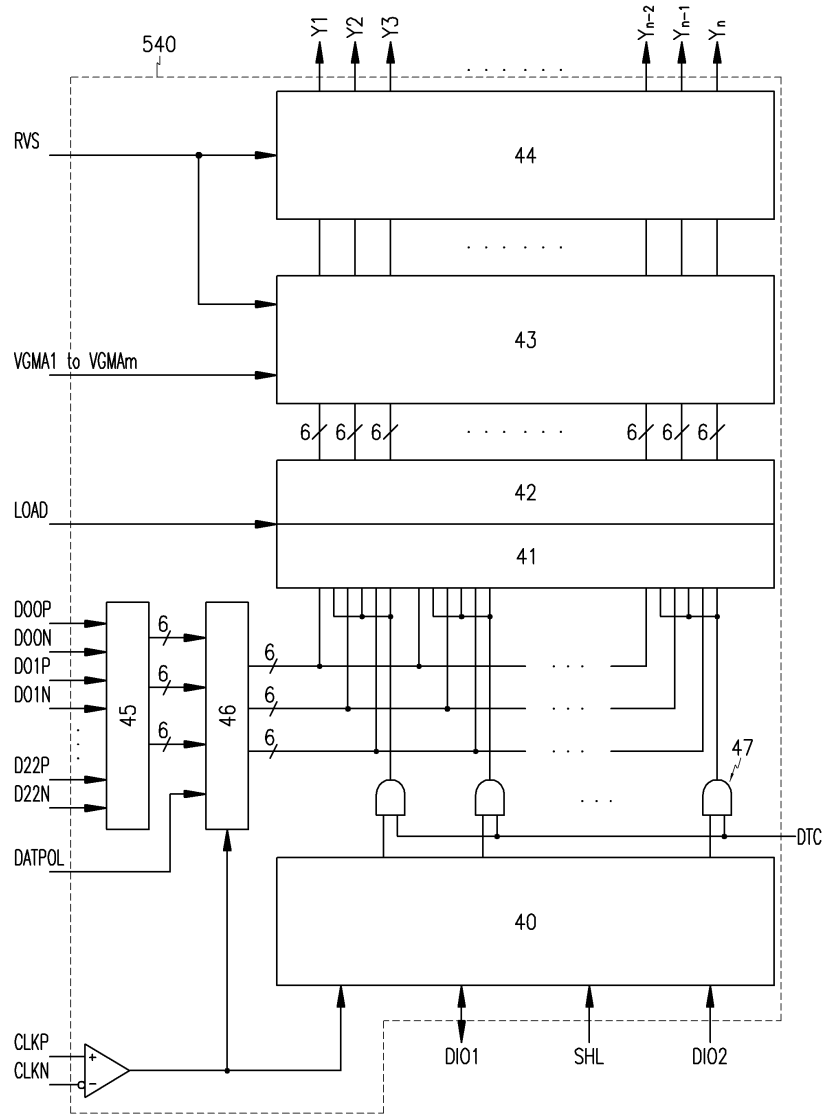 540
Y1 Y2 Y3 . . . . . . Yn-2 Yn-1 Yn
RVS
44
. . . . . .
43
VGMA1 to VGMAm
6 6 6 . . . . . . 6 6 6
42
LOAD
41
D00P
D00N
D01P
D01N
D22P
D22N
DATPOL
45
6
6
6
46
6
6
6
. . .
. . .
. . .
47
DTC
40
CLKP
CLKN
+
−
DIO1 SHL DIO2